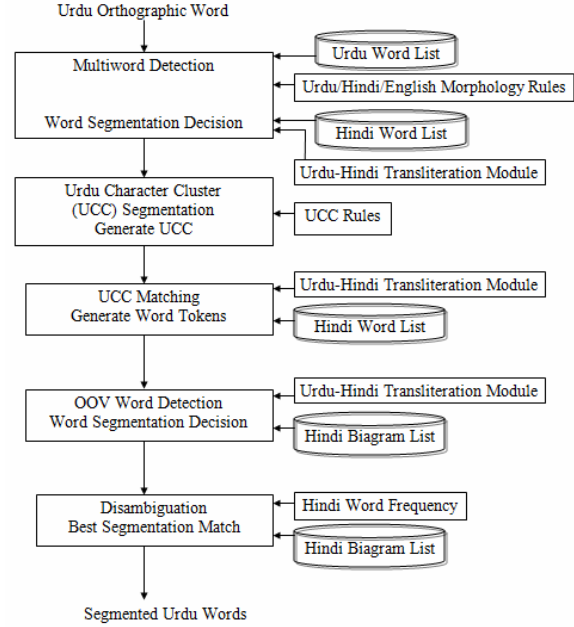 Urdu Orthographic Word
Urdu Word List
Multiword Detection
Urdu/Hindi/English Morphology Rules
Word Segmentation Decision
Hindi Word List
Urdu-Hindi Transliteration Module
Urdu Character Cluster
(UCC) Segmentation
Generate UCC
UCC Rules
Urdu-Hindi Transliteration Module
UCC Matching
Generate Word Tokens
Hindi Word List
Urdu-Hindi Transliteration Module
OOV Word Detection
Word Segmentation Decision
Hindi Biagram List
Disambiguation
Best Segmentation Match
Hindi Word Frequency
Hindi Biagram List
Segmented Urdu Words